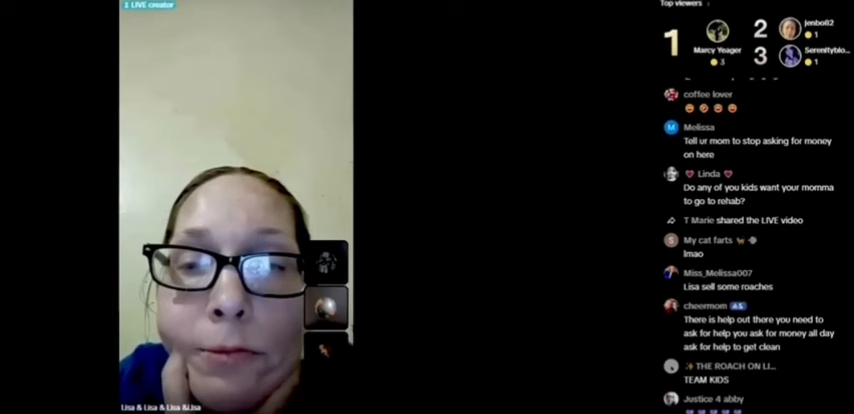 LIVE creator
Top viewers
1
Marcy Yeager
3
2
jenbo02
1
3
Serenityblo...
1
coffee lover
M
Melissa
Tell ur mom to stop asking for money
on here
Linda
Do any of you kids want your momma
to go to rehab?
T Marie shared the LIVE video
S
My cat farts
lmao
Miss_Melissa007
Lisa sell some roaches
cheermom
There is help out there you need to
ask for help you ask for money all day
ask for help to get clean
THE ROACH ON LI...
TEAM KIDS
Justice 4 abby
Lisa & Lisa & Lisa &Lisa